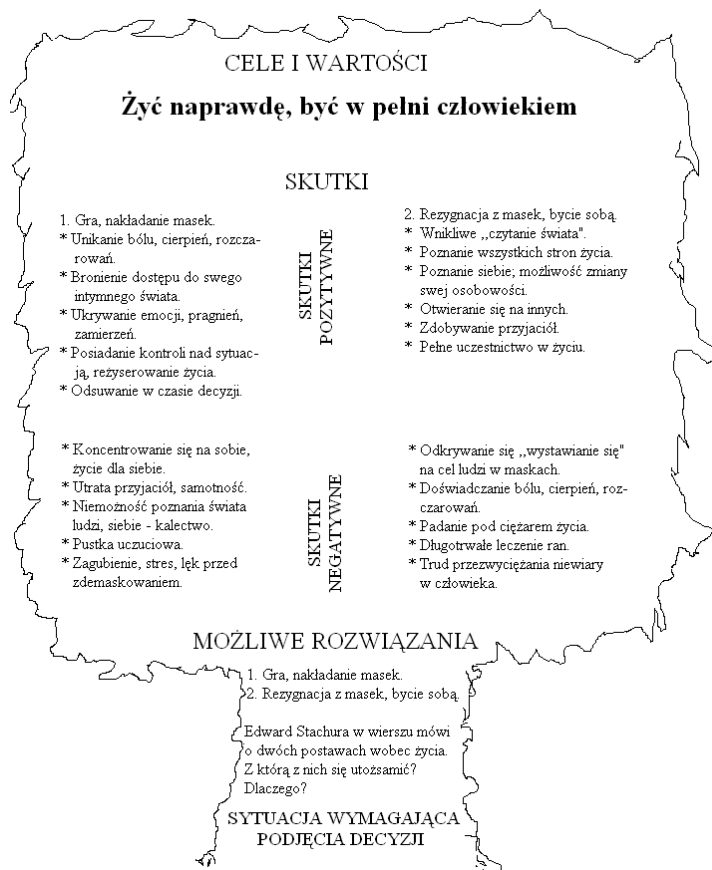 CELE I WARTOŚCI
Żyć naprawdę, być w pełni człowiekiem
SKUTKI
1. Gra, nakładanie masek.
* Unikanie bólu, cierpień, rozcza-
rowań.
* Bronienie dostępu do swego
intymnego świata.
* Ukrywanie emocji, pragnień,
zamierzeń.
* Posiadanie kontroli nad sytuac-
ją, reżyserowanie życia.
* Odsuwanie w czasie decyzji.
SKUTKI
POZYTYWNE
2. Rezygnacja z masek, bycie sobą.
* Wnikliwe ,,czytanie świata".
* Poznanie wszystkich stron życia.
* Poznanie siebie; możliwość zmiany
swej osobowości.
* Otwieranie się na innych.
* Zdobywanie przyjaciół.
* Pełne uczestnictwo w życiu.
* Koncentrowanie się na sobie,
życie dla siebie.
* Utrata przyjaciół, samotność.
* Niemożność poznania świata
ludzi, siebie - kalectwo.
* Pustka uczuciowa.
* Zagubienie, stres, lęk przed
zdemaskowaniem.
SKUTKI
NEGATYWNE
* Odkrywanie się ,,wystawianie się"
na cel ludzi w maskach.
* Doświadczanie bólu, cierpień, roz-
czarowań.
* Padanie pod ciężarem życia.
* Długotrwałe leczenie ran.
* Trud przezwyciężania niewiary
w człowieka.
MOŻLIWE ROZWIĄZANIA
1. Gra, nakładanie masek.
2. Rezygnacja z masek, bycie sobą.
Edward Stachura w wierszu mówi
o dwóch postawach wobec życia.
Z którą z nich się utożsamić?
Dlaczego?
SYTUACJA WYMAGAJĄCA
PODJĘCIA DECYZJI